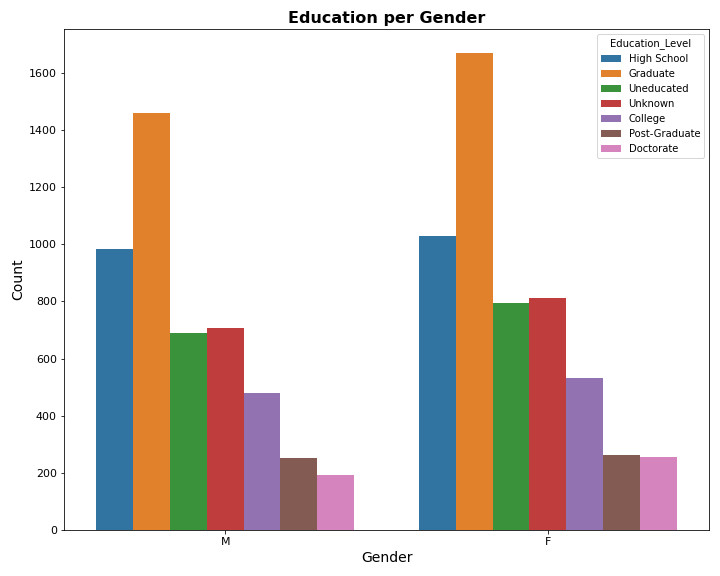 Education per Gender
Education_Level
High School
Graduate
Uneducated
Unknown
College
Post-Graduate
Doctorate
1600
1400
1200
1000
800
600
400
200
0
Count
M
F
Gender